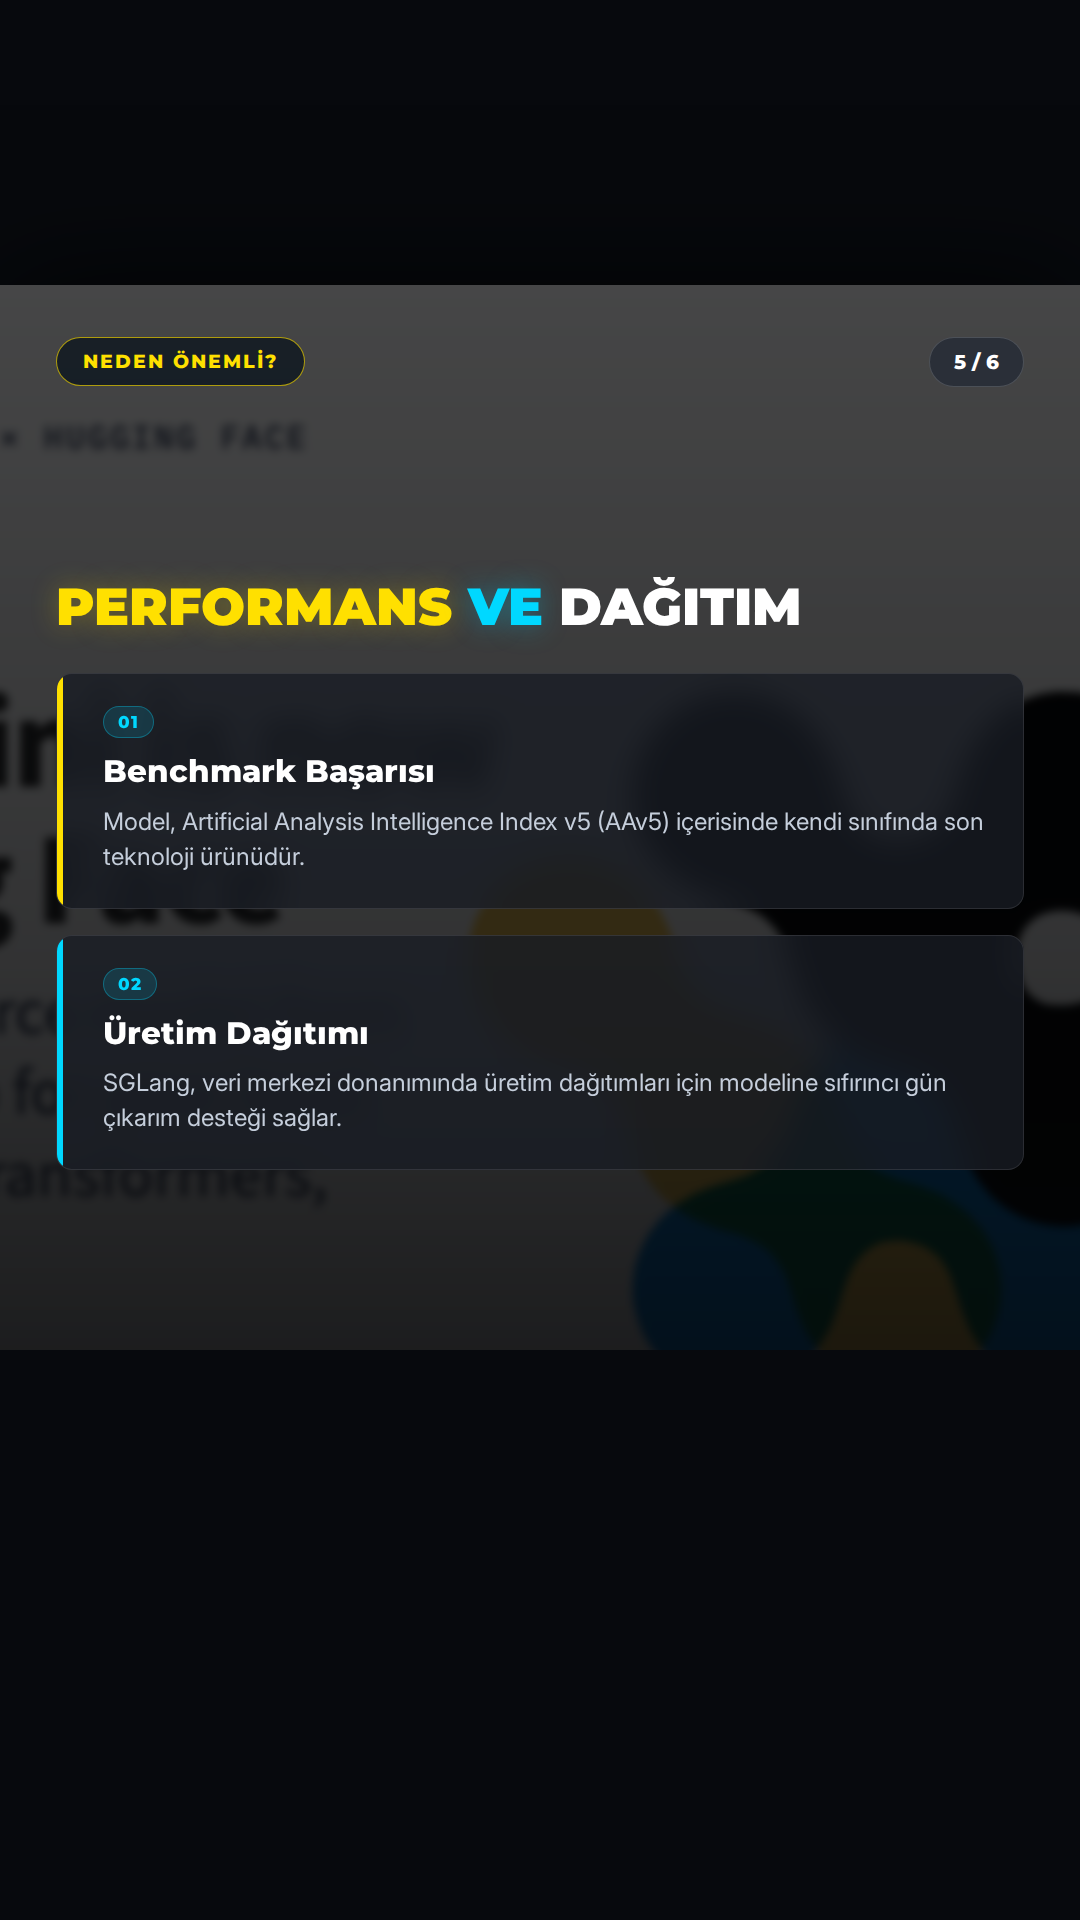 NEDEN ÖNEMLİ?
5 / 6
HUGGING FACE
PERFORMANS VE DAĞITIM
01
Benchmark Başarısı
Model, Artificial Analysis Intelligence Index v5 (AAv5) içerisinde kendi sınıfında son
teknoloji ürünüdür.
02
Üretim Dağıtımı
SGLang, veri merkezi donanımında üretim dağıtımları için modeline sıfırıncı gün
çıkarım desteği sağlar.